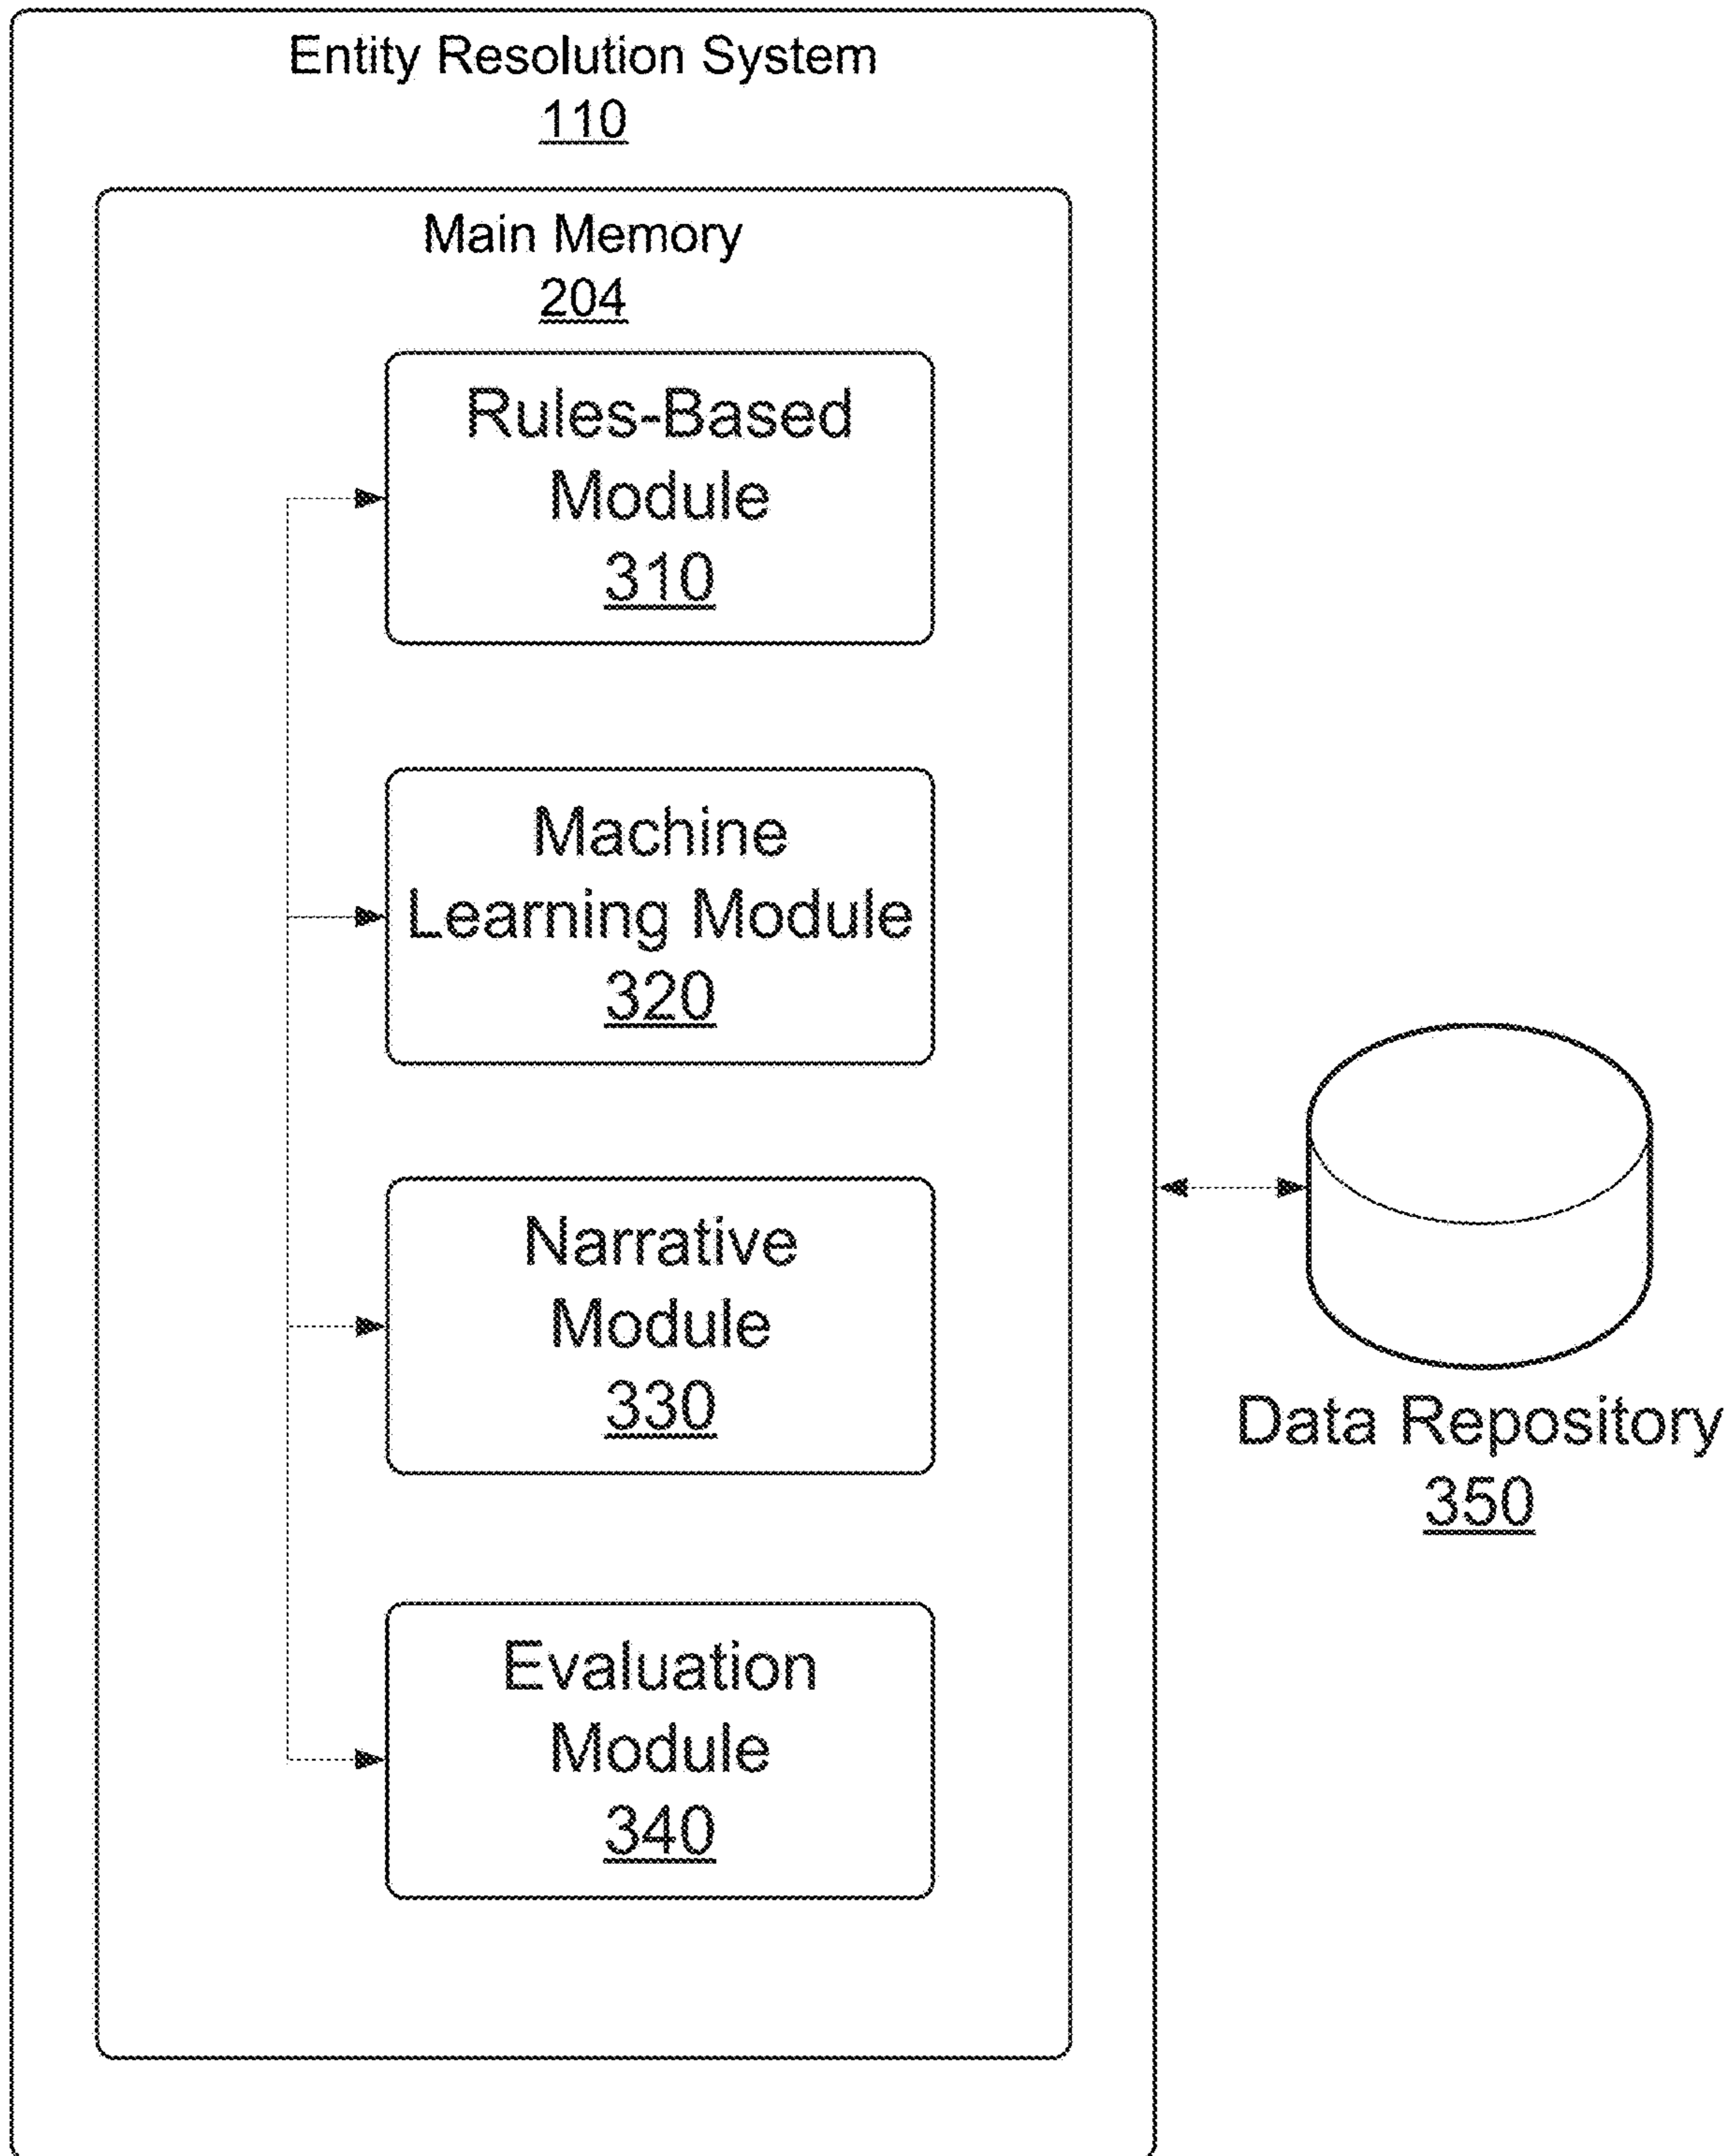 Entity Resolution System
110
Main Memory
204
Rules-Based
Module
310
Machine
Learning Module
320
Narrative
Module
330
Evaluation
Module
340
Data Repository
350